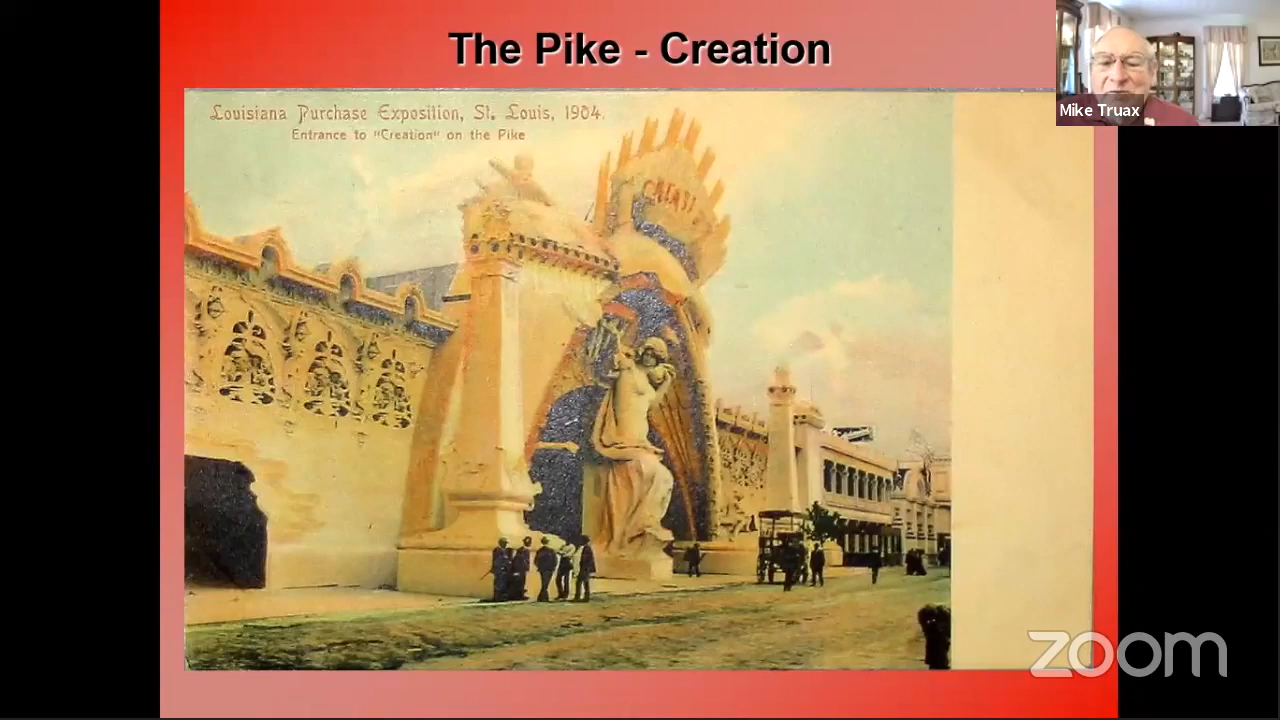 The Pike - Creation
Louisiana Purchase Exposition, St. Louis, 1904.
Entrance to "Creation" on the Pike
Mike Truax
zoom